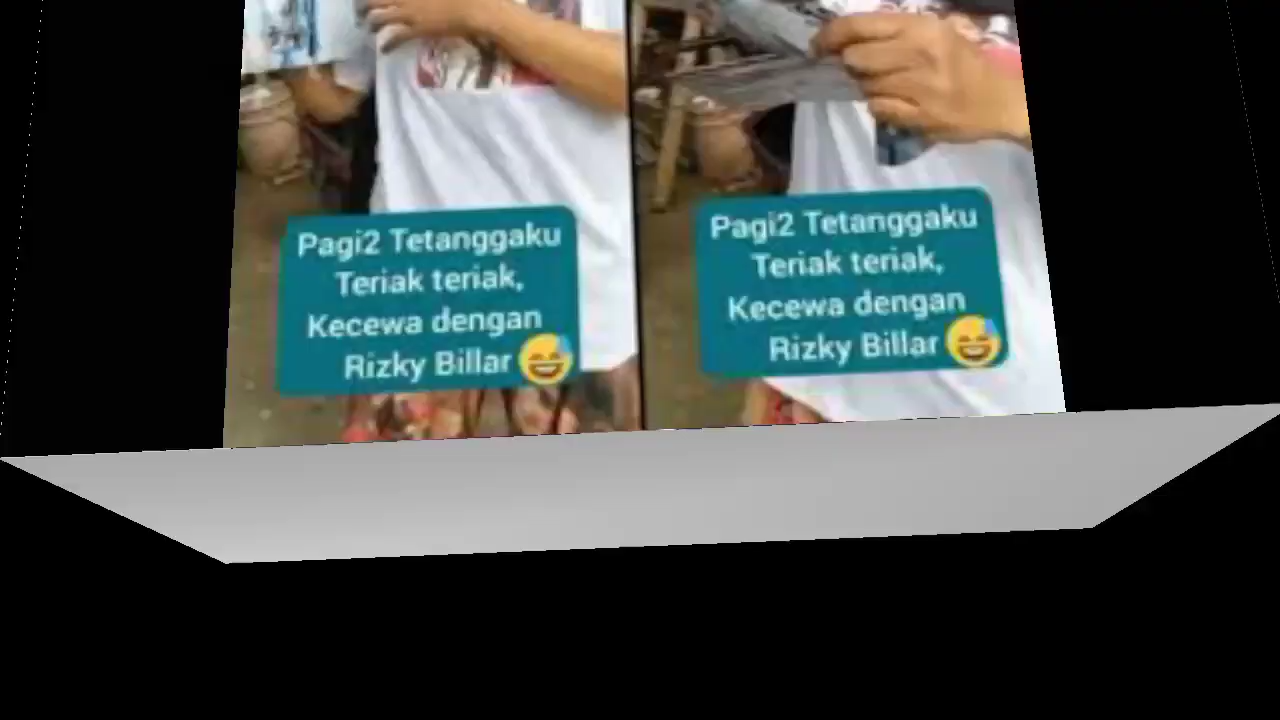 Pagi2 Tetanggaku
Teriak teriak,
Kecewa dengan
Rizky Billar😅
Pagi2 Tetanggaku
Teriak teriak,
Kecewa dengan
Rizky Billar😅